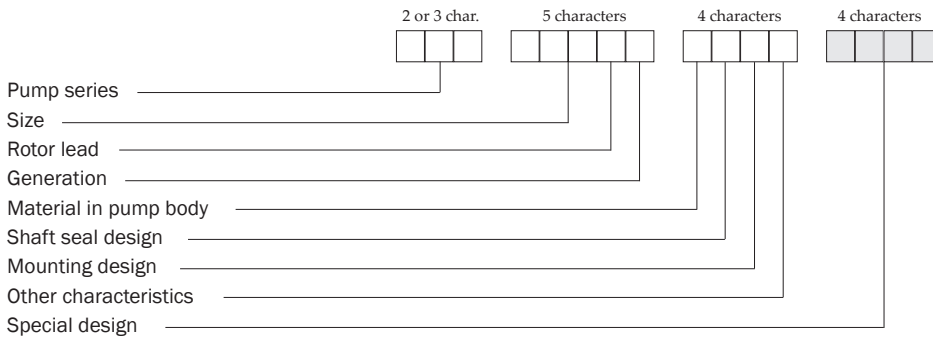 2 or 3 char. 5 characters 4 characters 4 characters
Pump series
Size
Rotor lead
Generation
Material in pump body
Shaft seal design
Mounting design
Other characteristics
Special design